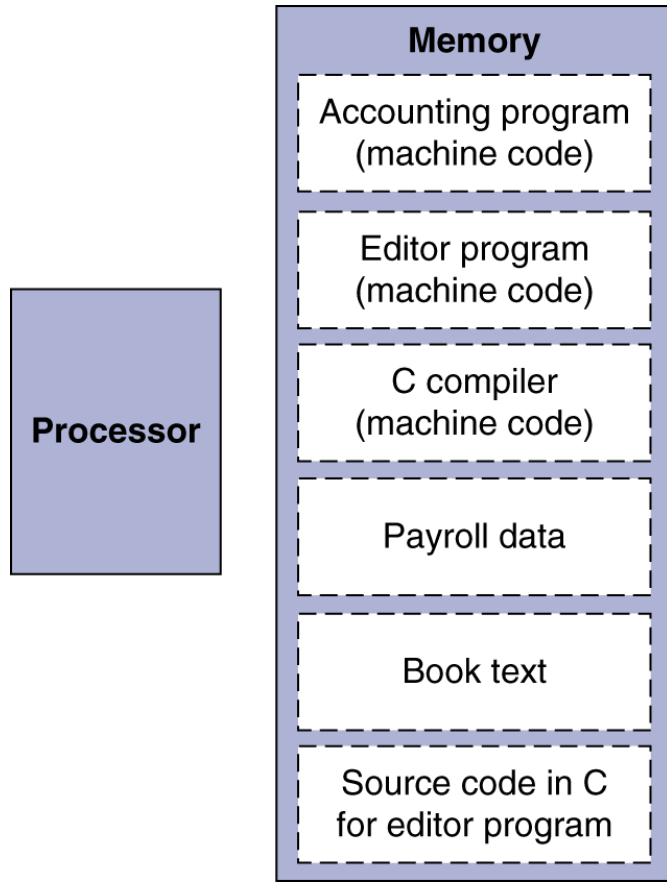 Memory
Accounting program
(machine code)
Editor program
(machine code)
C compiler
(machine code)
Processor
Payroll data
Book text
Source code in C
for editor program